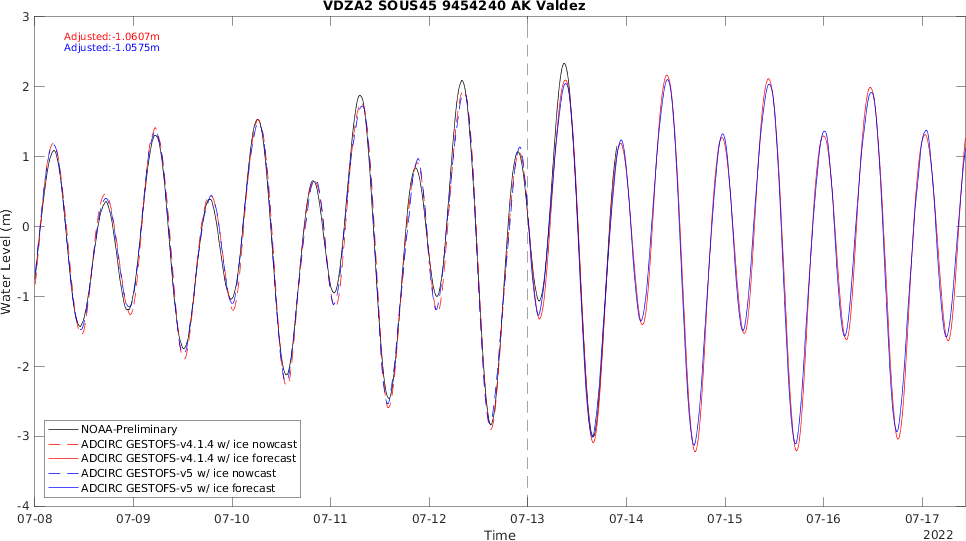 VDZA2 SOUS45 9454240 AK Valdez
3
Adjusted:-1.0607m
Adjusted:-1.0575m
2
1
0
-1
-2
-3
-4
Water Level (m)
NOAA-Preliminary
ADCIRC GESTOFS-v4.1.4 w/ ice nowcast
ADCIRC GESTOFS-v4.1.4 w/ ice forecast
ADCIRC GESTOFS-v5 w/ ice nowcast
ADCIRC GESTOFS-v5 w/ ice forecast
07-08 07-09 07-10 07-11 07-12 07-13 07-14 07-15 07-16 07-17
Time
2022